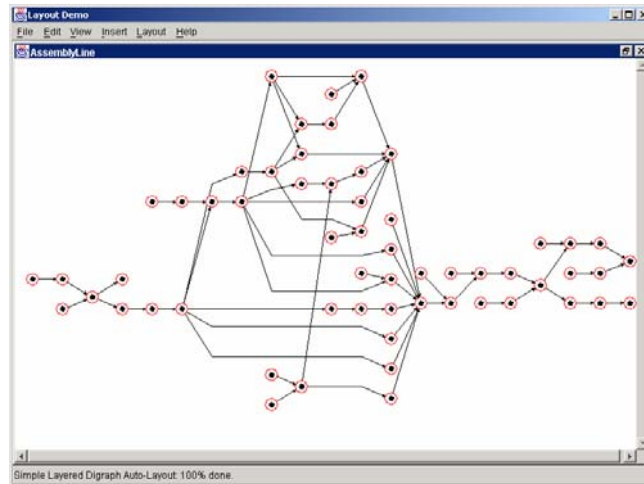 Layout Demo
File Edit View Insert Layout Help
AssemblyLine
Simple Layered Digraph Auto-Layout: 100% done.